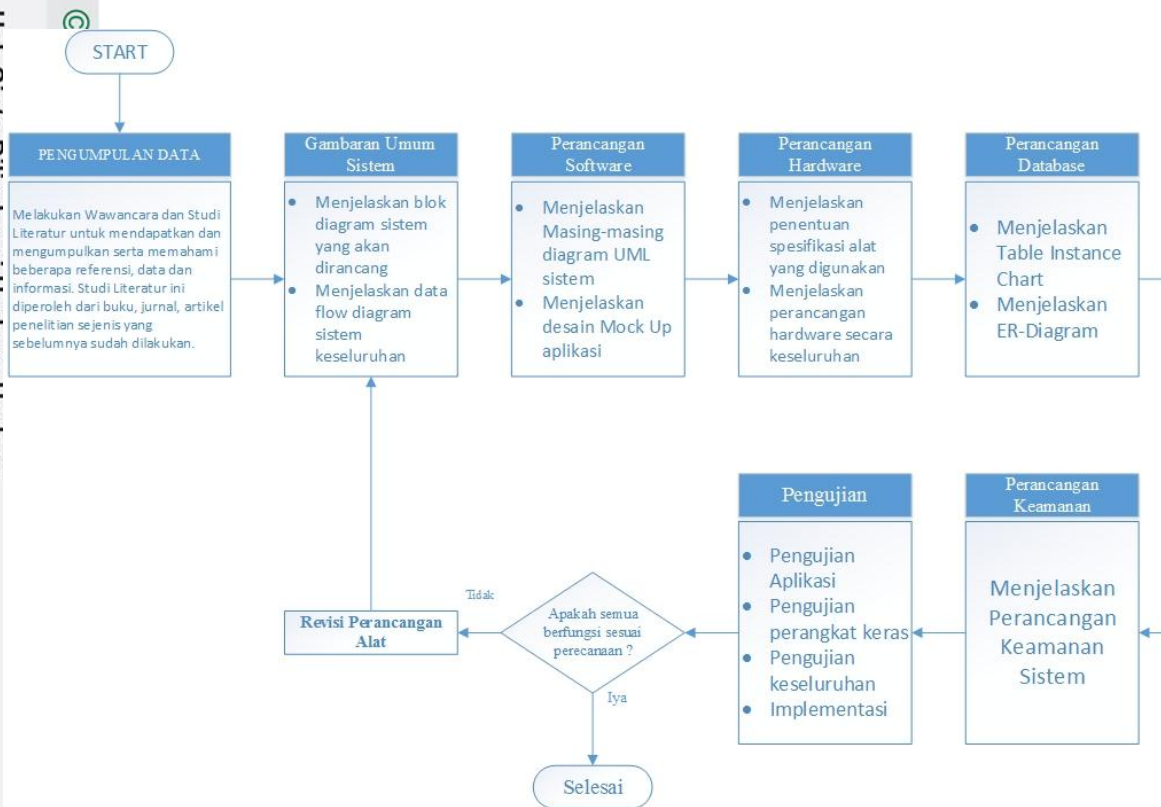 START
PENGUMPULAN DATA
Melakukan Wawancara dan Studi
Literatur untuk mendapatkan dan
mengumpulkan serta memahami
beberapa referensi, data dan
informasi. Studi Literatur ini
diperoleh dari buku, jurnal, artikel
penelitian sejenis yang
sebelumnya sudah dilakukan.
Gambaran Umum
Sistem
• Menjelaskan blok
diagram sistem
yang akan
dirancang
• Menjelaskan data
flow diagram
sistem
keseluruhan
Perancangan
Software
• Menjelaskan
Masing-masing
diagram UML
sistem
• Menjelaskan
desain Mock Up
aplikasi
Perancangan
Hardware
• Menjelaskan
penentuan
spesifikasi alat
yang digunakan
• Menjelaskan
perancangan
hardware secara
keseluruhan
Perancangan
Database
• Menjelaskan
Table Instance
Chart
• Menjelaskan
ER-Diagram
Perancangan
Keamanan
Menjelaskan
Perancangan
Keamanan
Sistem
Pengujian
• Pengujian
Aplikasi
• Pengujian
perangkat keras
• Pengujian
keseluruhan
• Implementasi
Apakah semua
berfungsi sesuai
perecanaan ?
Tidak
Revisi Perancangan
Alat
Iya
Selesai